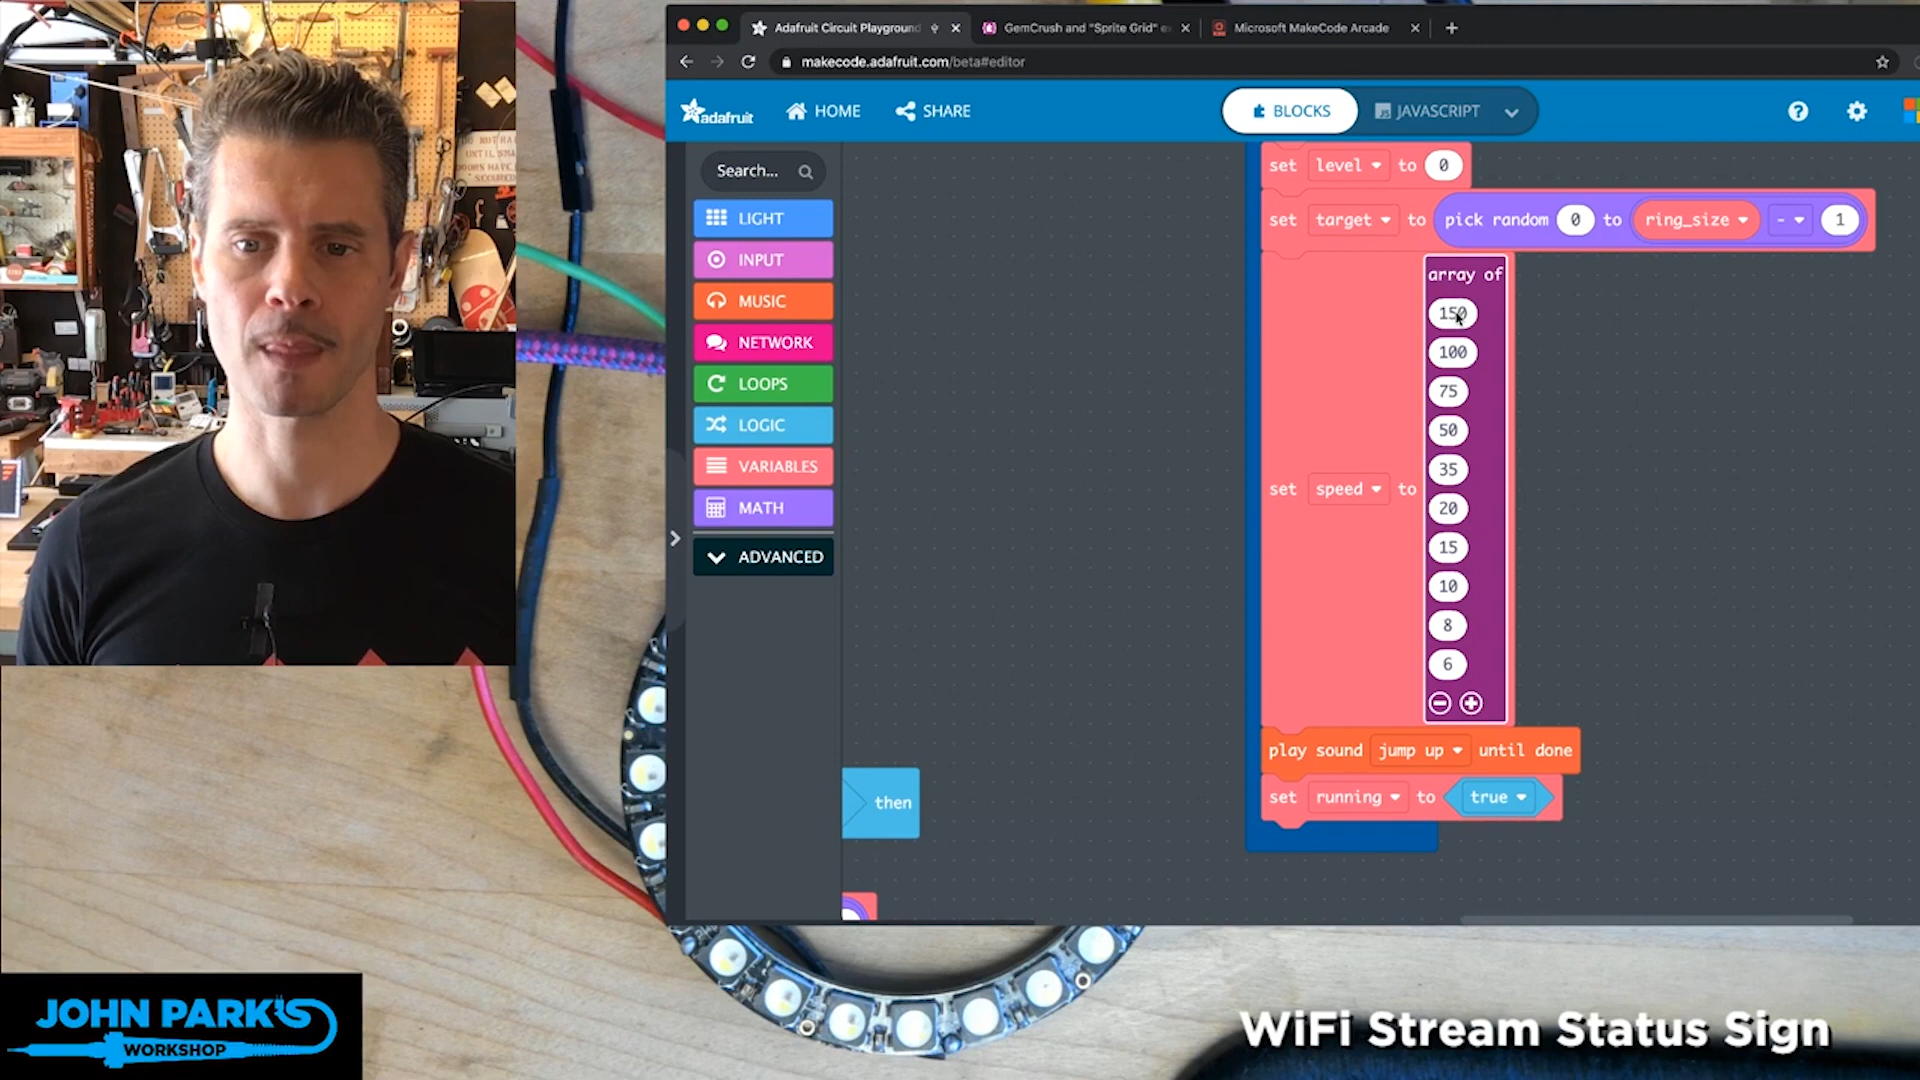 Adafruit Circuit Playground
GemCrush and "Sprite Grid" e
Microsoft MakeCode Arcade
makecode.adafruit.com/beta#editor
adafruit
HOME
SHARE
BLOCKS
JAVASCRIPT
Search...
LIGHT
INPUT
MUSIC
NETWORK
LOOPS
LOGIC
VARIABLES
MATH
ADVANCED
set level to 0
set target to pick random 0 to ring_size - 1
set speed to
array of
150
100
75
50
35
20
15
10
8
6
play sound jump up until done
set running to true
then
JOHN PARK'S
WORKSHOP
WiFi Stream Status Sign